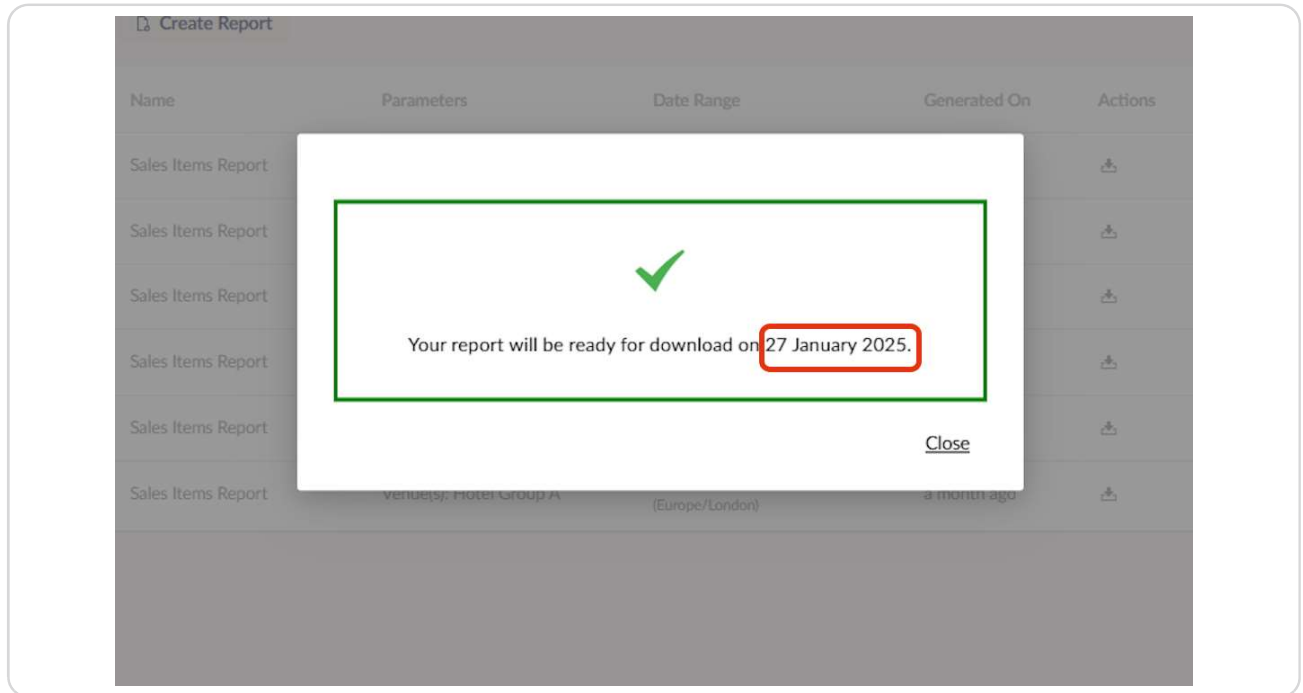 Create Report
Name Parameters Date Range Generated On Actions
Sales Items Report
Sales Items Report
Sales Items Report
Your report will be ready for download on 27 January 2025.
Sales Items Report
Sales Items Report
Close
Sales Items Report Venue(s): Hotel Group A (Europe/London) a month ago